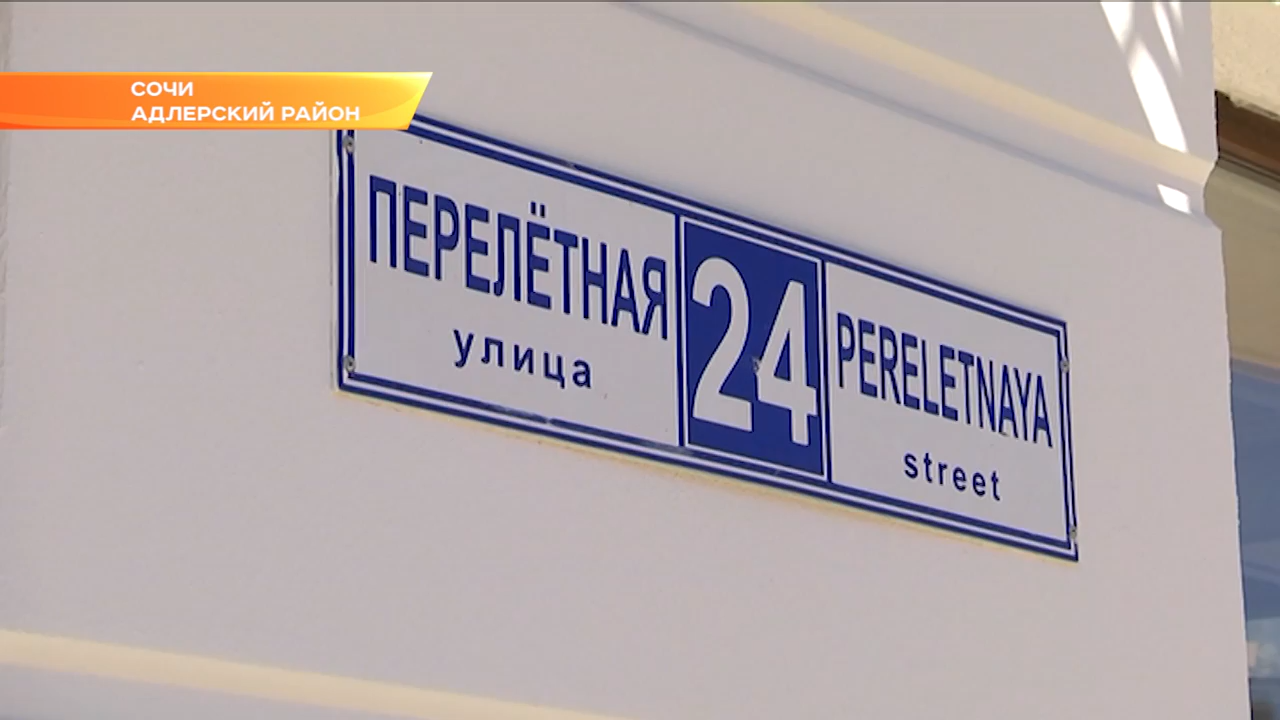 СОЧИ
АДЛЕРСКИЙ РАЙОН
ПЕРЕЛЁТНАЯ
улица
24
PERELETNAYA
street